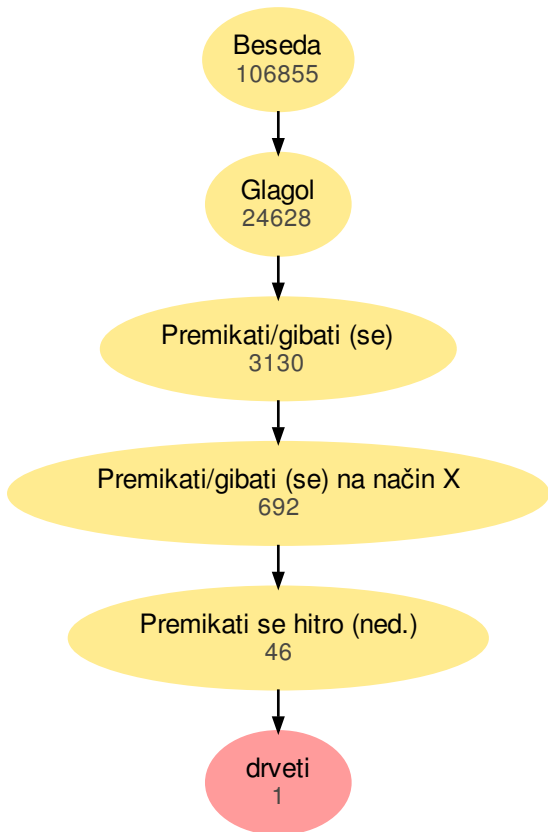 Beseda
106855
Glagol
24628
Premikati/gibati (se)
3130
Premikati/gibati (se) na način X
692
Premikati se hitro (ned.)
46
drveti
1